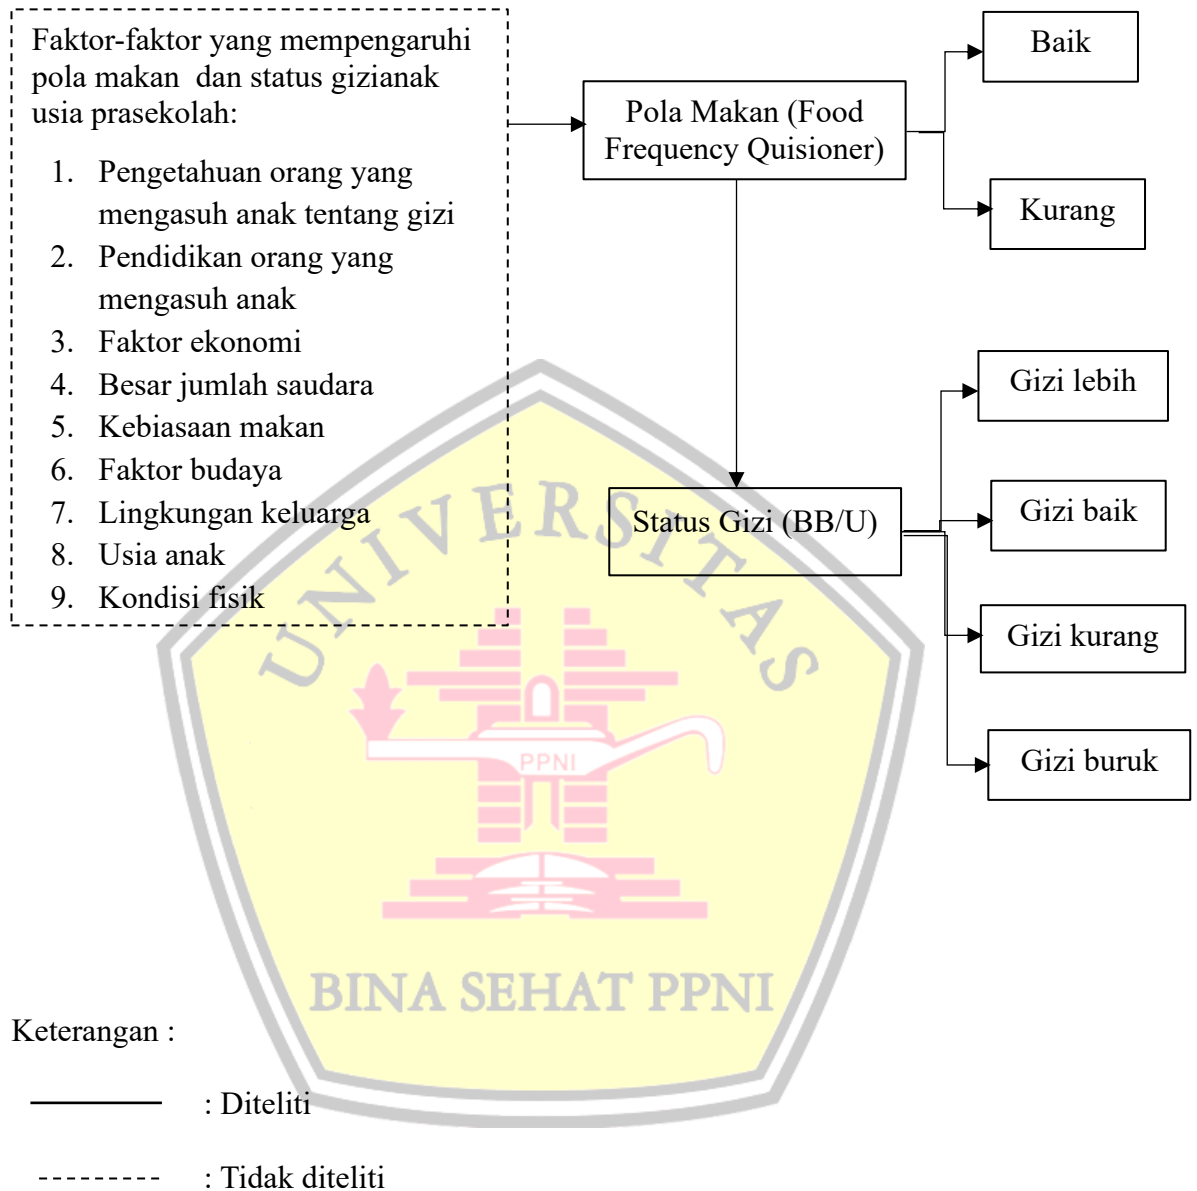 Faktor-faktor yang mempengaruhi
pola makan  dan status gizianak
usia prasekolah:
1. Pengetahuan orang yang
mengasuh anak tentang gizi
2. Pendidikan orang yang
mengasuh anak
3. Faktor ekonomi
4. Besar jumlah saudara
5. Kebiasaan makan
6. Faktor budaya
7. Lingkungan keluarga
8. Usia anak
9. Kondisi fisik
Pola Makan (Food
Frequency Quisioner)
Baik
Kurang
Status Gizi (BB/U)
Gizi lebih
Gizi baik
Gizi kurang
Gizi buruk
UNIVERSITAS
PPNI
BINA SEHAT PPNI
Keterangan :
: Diteliti
: Tidak diteliti